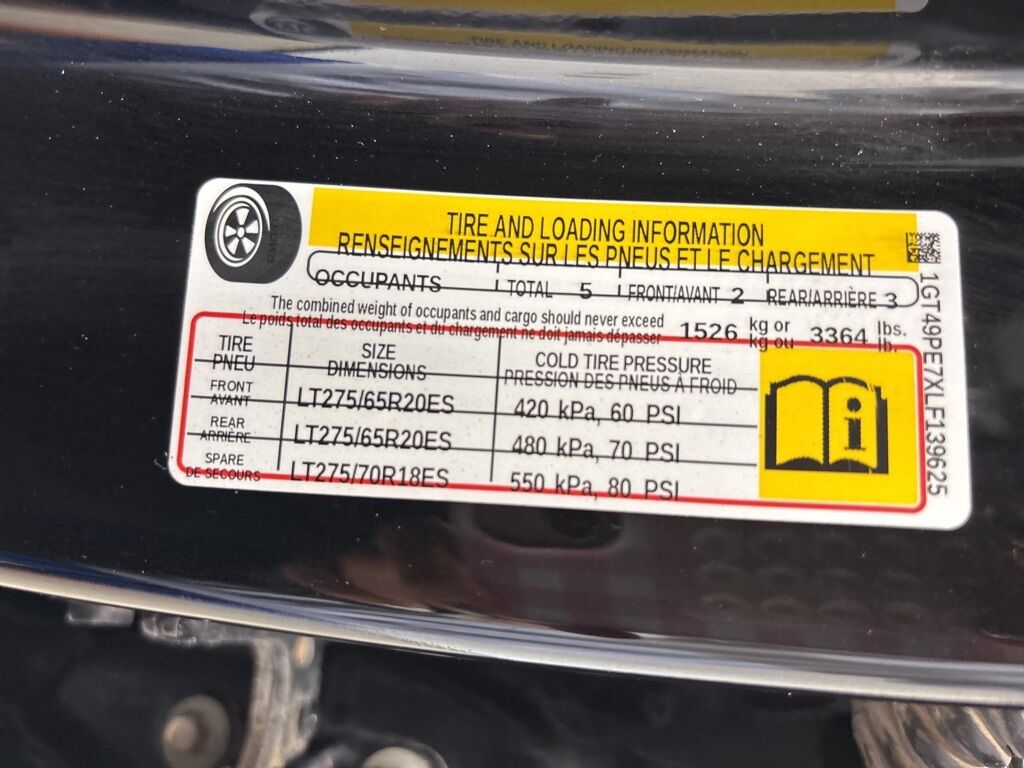 TIRE AND LOADING INFORMATION
TIRE AND LOADING INFORMATION
RENSEIGNEMENTS SUR LES PNEUS ET LE CHARGEMENT
OCCUPANTS TOTAL 5 FRONT/AVANT 2 REAR/ARRIÈRE 3
The combined weight of occupants and cargo should never exceed 1526 kg or 3364 lbs.
Le poids total des occupants et du chargement ne doit jamais dépasser kg ou lb.
TIRE SIZE COLD TIRE PRESSURE
PNEU DIMENSIONS PRESSION DES PNEUS À FROID
FRONT
AVANT LT275/65R20ES 420 kPa, 60 PSI
REAR
ARRIÈRE LT275/65R20ES 480 kPa, 70 PSI
SPARE
DE SECOURS LT275/70R18ES 550 kPa, 80 PSI
i
1GT49PE7XLF139625